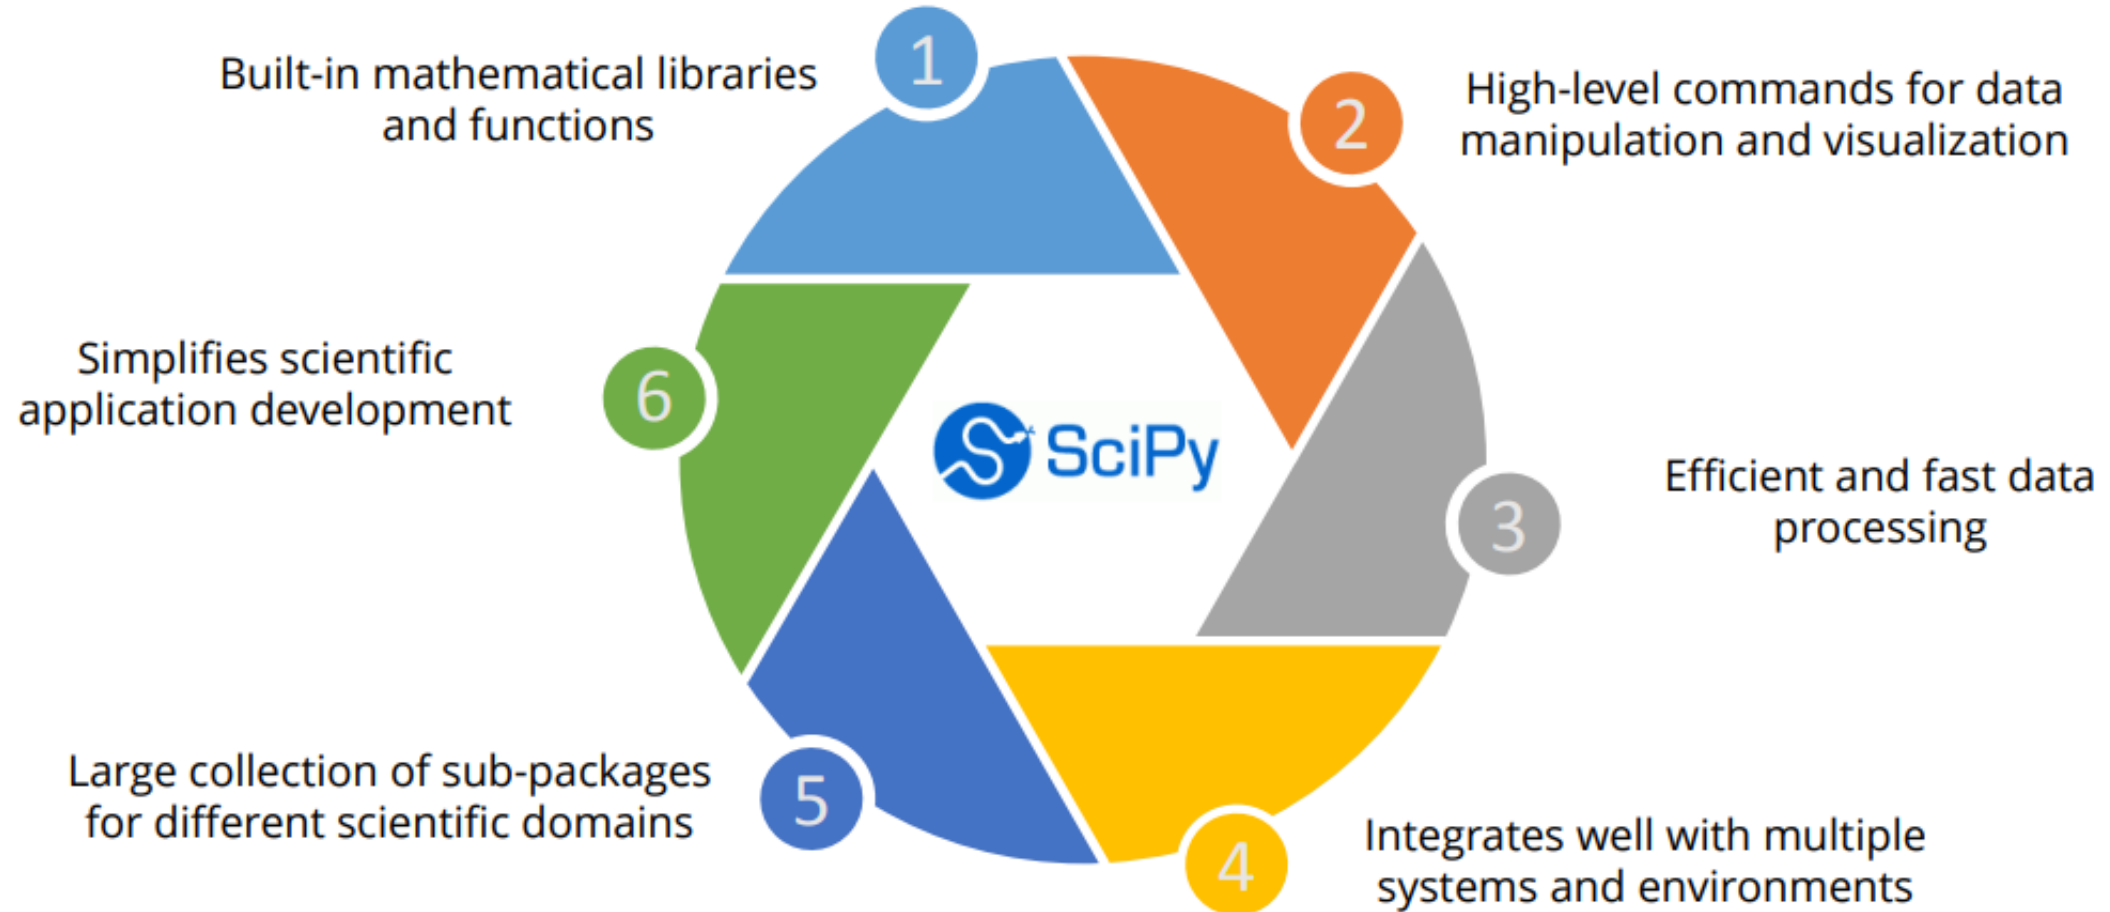 1
Built-in mathematical libraries
and functions
2
High-level commands for data
manipulation and visualization
3
Efficient and fast data
processing
4
Integrates well with multiple
systems and environments
5
Large collection of sub-packages
for different scientific domains
6
Simplifies scientific
application development
SciPy